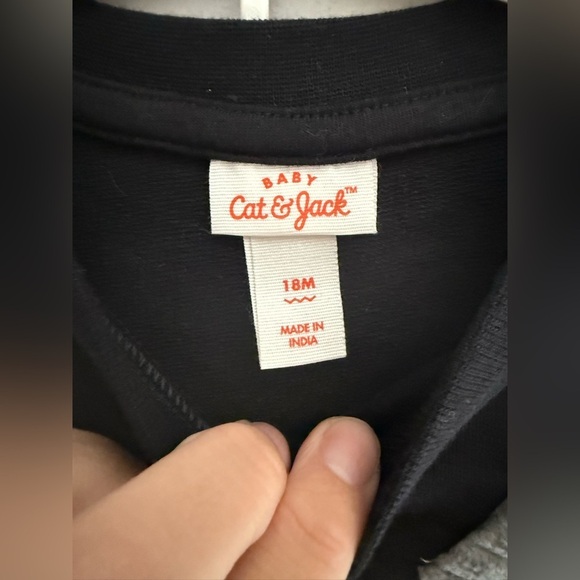 BABY
Cat & Jack™
18M
MADE IN
INDIA